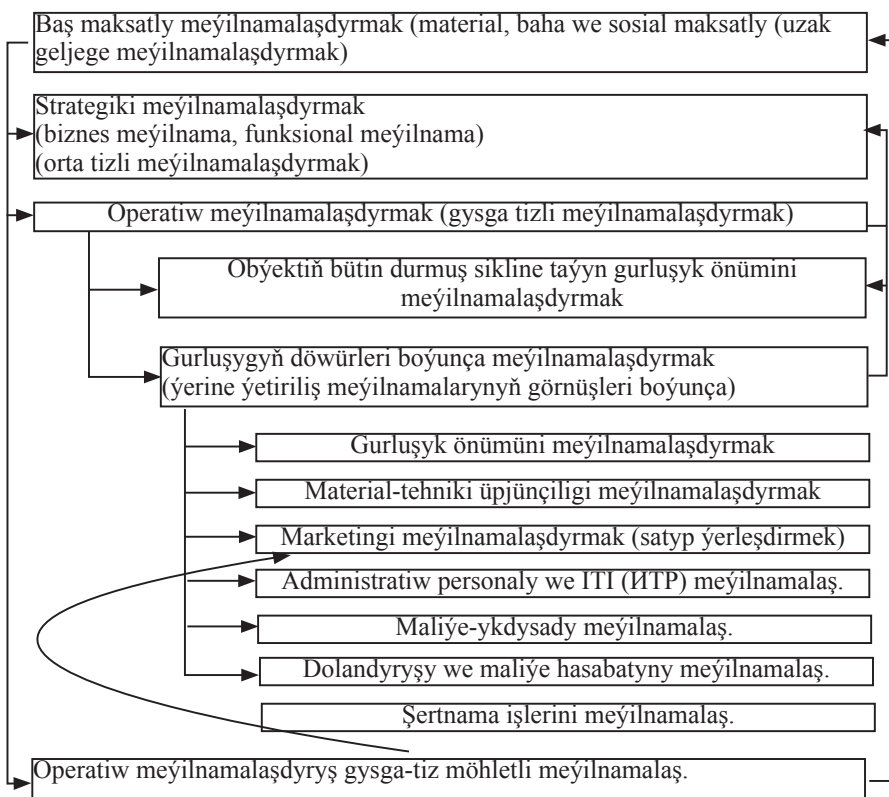 Baş maksatly meýilnamalaşdyrmak (material, baha we sosial maksatly (uzak
geljege meýilnamalaşdyrmak)
Strategiki meýilnamalaşdyrmak
(biznes meýilnama, funksional meýilnama)
(orta tizli meýilnamalaşdyrmak)
Operatiw meýilnamalaşdyrmak (gysga tizli meýilnamalaşdyrmak)
Obýektiň bütin durmuş sikline taýyn gurluşyk önümini
meýilnamalaşdyrmak
Gurluşygyň döwürleri boýunça meýilnamalaşdyrmak
(ýerine ýetiriliş meýilnamalarynyň görnüşleri boýunça)
Gurluşyk önümüni meýilnamalaşdyrmak
Material-tehniki üpjünçiligi meýilnamalaşdyrmak
Marketingi meýilnamalaşdyrmak (satyp ýerleşdirmek)
Administratiw personaly we ITI (ИТР) meýilnamalaş.
Maliýe-ykdysady meýilnamalaş.
Dolandyryşy we maliýe hasabatyny meýilnamalaş.
Şertnama işlerini meýilnamalaş.
Operatiw meýilnamalaşdyryş gysga-tiz möhletli meýilnamalaş.